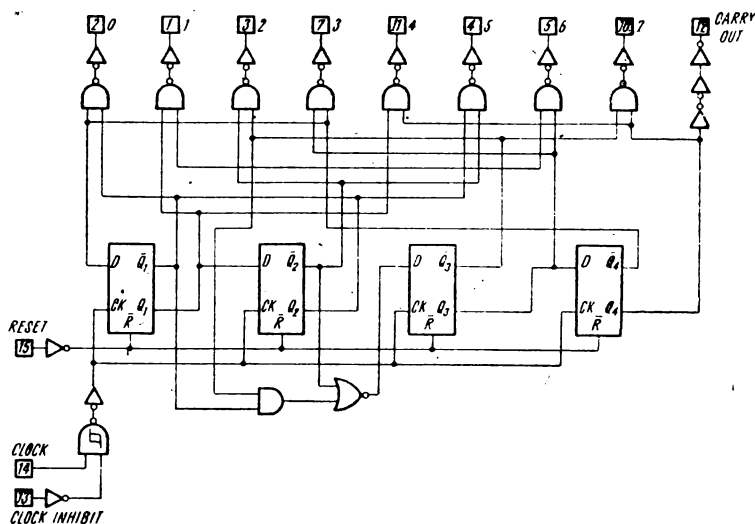 2 0 1 1 3 2 7 3 11 4 4 5 5 6 10 7 12 CARRY
OUT
D Q̄1 D Q̄2 D Q̄3 D Q̄4
CK Q1 CK Q2 CK Q3 CK Q4
R̄ R̄ R̄ R̄
RESET
15
CLOCK
14
13
CLOCK INHIBIT